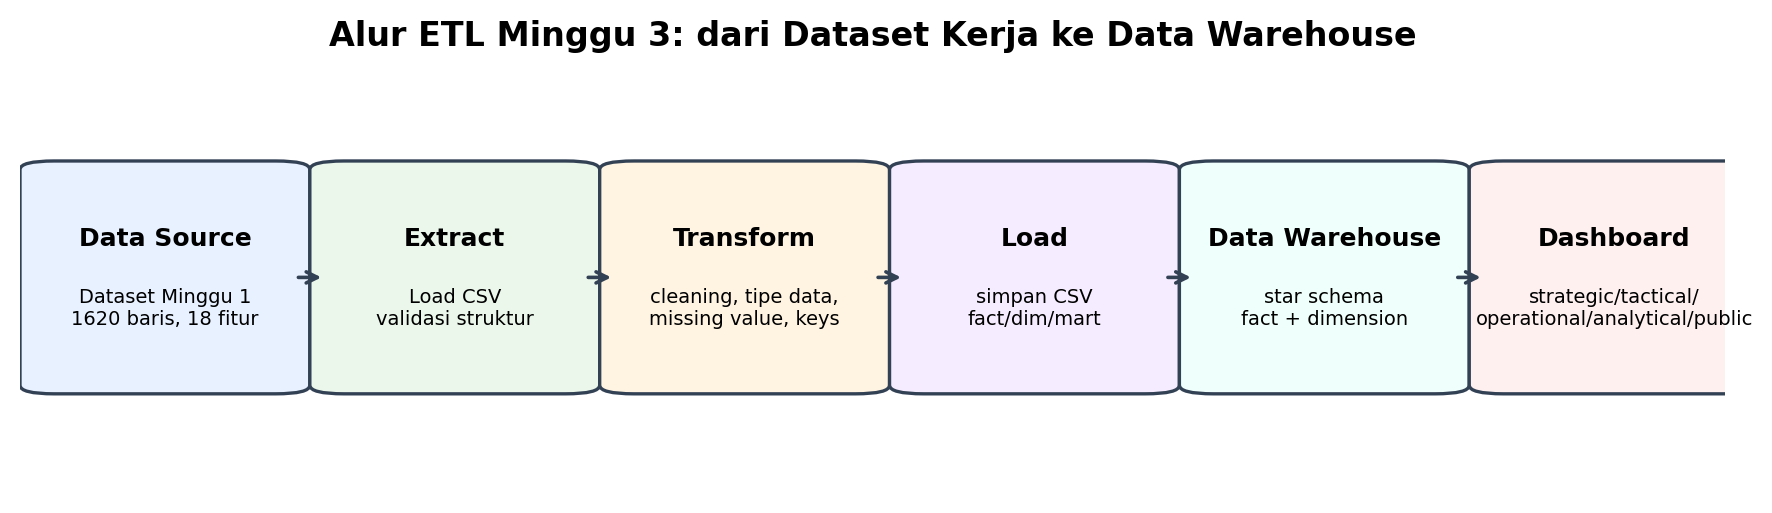 Alur ETL Minggu 3: dari Dataset Kerja ke Data Warehouse
Data Source
Dataset Minggu 1
1620 baris, 18 fitur
Extract
Load CSV
validasi struktur
Transform
cleaning, tipe data,
missing value, keys
Load
simpan CSV
fact/dim/mart
Data Warehouse
star schema
fact + dimension
Dashboard
strategic/tactical/
operational/analytical/public